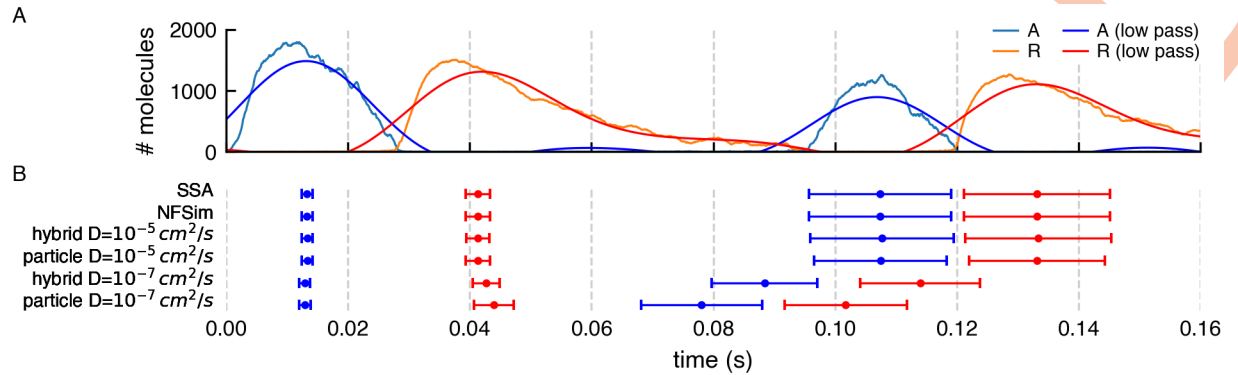 A
2000
1000
0
# molecules
A
R
A (low pass)
R (low pass)
B
SSA
NFSim
hybrid D=10⁻⁵ cm²/s
particle D=10⁻⁵ cm²/s
hybrid D=10⁻⁷ cm²/s
particle D=10⁻⁷ cm²/s
0.00 0.02 0.04 0.06 0.08 0.10 0.12 0.14 0.16
time (s)